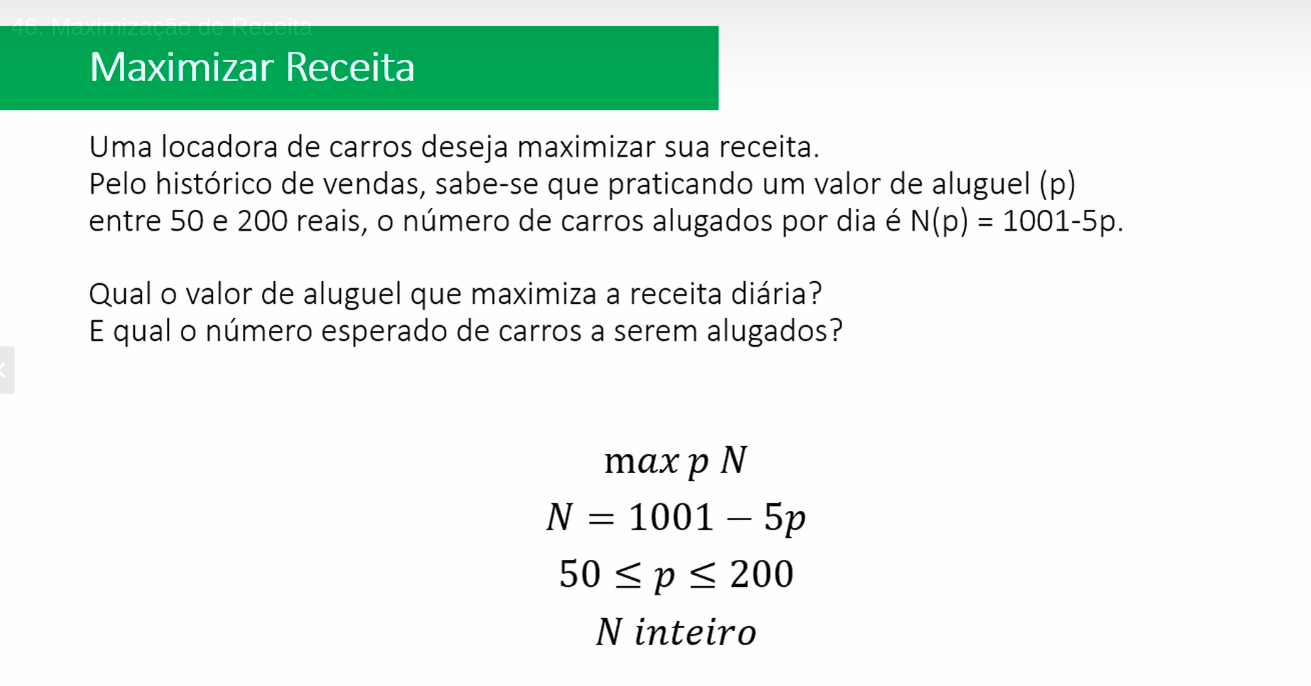 46. Maximização de Receita
Maximizar Receita
Uma locadora de carros deseja maximizar sua receita.
Pelo histórico de vendas, sabe-se que praticando um valor de aluguel (p)
entre 50 e 200 reais, o número de carros alugados por dia é N(p) = 1001-5p.
Qual o valor de aluguel que maximiza a receita diária?
E qual o número esperado de carros a serem alugados?
max p N
N = 1001 − 5p
50 ≤ p ≤ 200
N inteiro